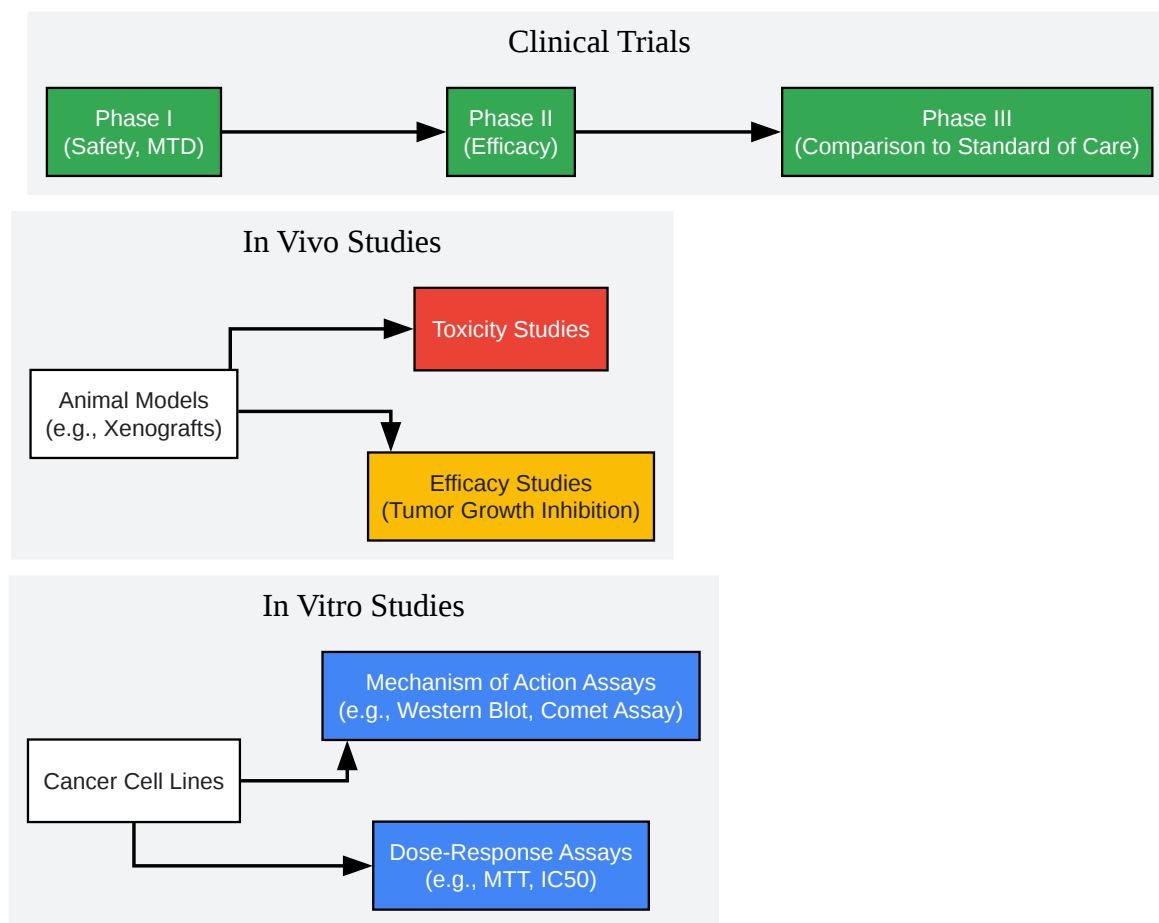 Clinical Trials
Phase I
(Safety, MTD)
Phase II
(Efficacy)
Phase III
(Comparison to Standard of Care)
In Vivo Studies
Toxicity Studies
Animal Models
(e.g., Xenografts)
Efficacy Studies
(Tumor Growth Inhibition)
In Vitro Studies
Mechanism of Action Assays
(e.g., Western Blot, Comet Assay)
Cancer Cell Lines
Dose-Response Assays
(e.g., MTT, IC50)